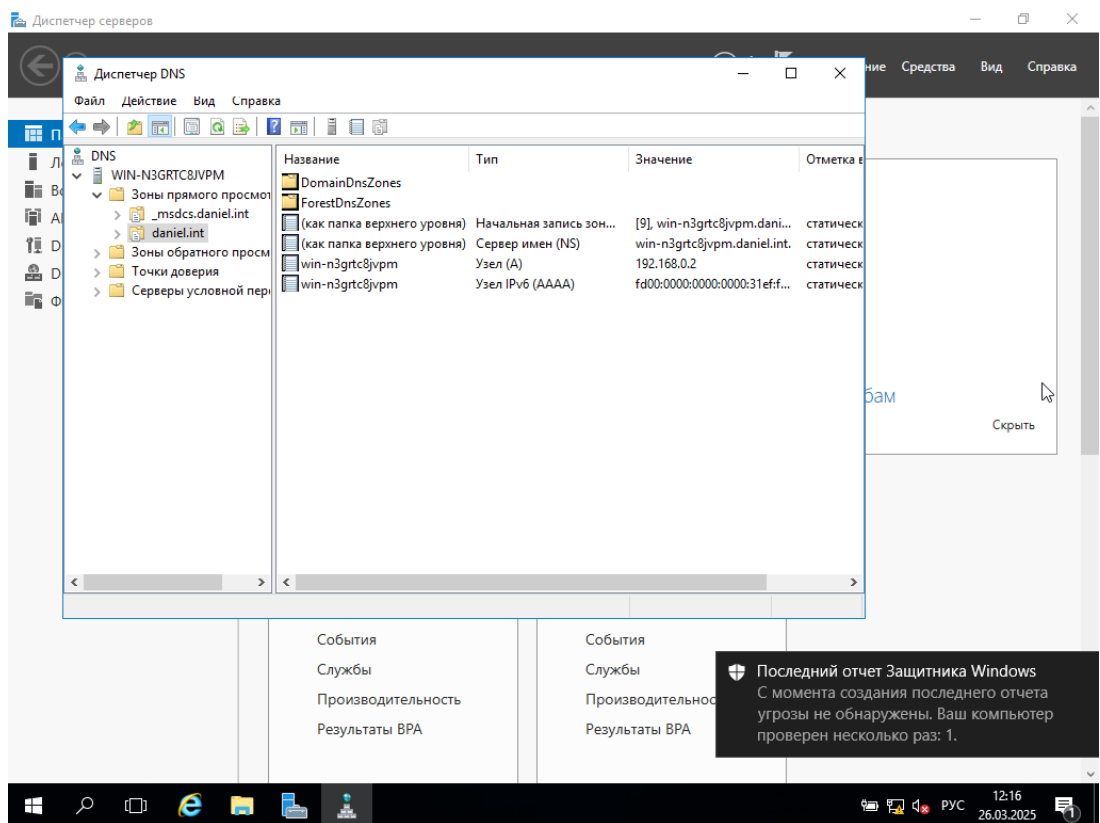 Диспетчер серверов
Средства Вид Справка
Диспетчер DNS
Файл Действие Вид Справка
DNS
WIN-N3GRTC8JVPM
Зоны прямого просмот
_msdcs.daniel.int
daniel.int
Зоны обратного просм
Точки доверия
Серверы условной пере
Название Тип Значение Отметка в
DomainDnsZones
ForestDnsZones
(как папка верхнего уровня) Начальная запись зон... [9], win-n3grtc8jvpm.dani... статическ
(как папка верхнего уровня) Сервер имен (NS) win-n3grtc8jvpm.daniel.int. статическ
win-n3grtc8jvpm Узел (A) 192.168.0.2 статическ
win-n3grtc8jvpm Узел IPv6 (AAAA) fd00:0000:0000:0000:31ef:f... статическ
бам
Скрыть
События События
Службы Службы
Производительность Производительнос
Результаты BPA Результаты BPA
Последний отчет Защитника Windows
С момента создания последнего отчета
угрозы не обнаружены. Ваш компьютер
проверен несколько раз: 1.
РУС
12:16
26.03.2025
1